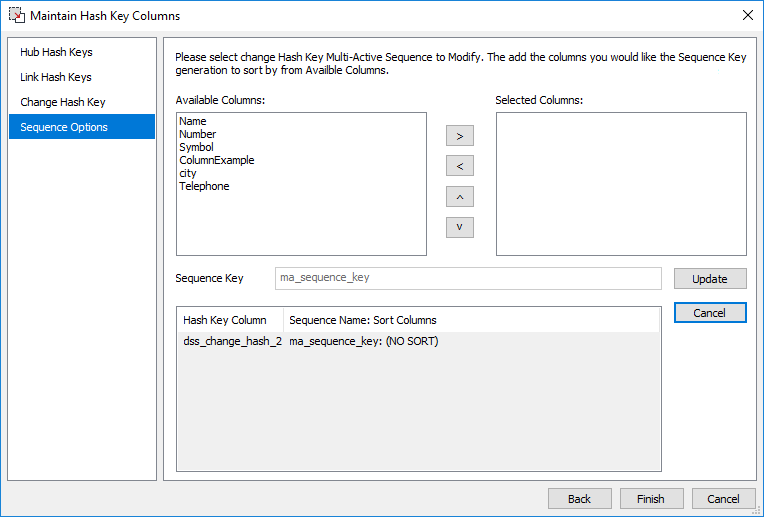 Maintain Hash Key Columns
Hub Hash Keys
Link Hash Keys
Change Hash Key
Sequence Options
Please select change Hash Key Multi-Active Sequence to Modify. The add the columns you would like the Sequence Key
generation to sort by from Availble Columns.
Available Columns:
Selected Columns:
Name
Number
Symbol
ColumnExample
city
Telephone
>
<
^
v
Sequence Key
ma_sequence_key
Update
Cancel
Hash Key Column
Sequence Name: Sort Columns
dss_change_hash_2
ma_sequence_key: (NO SORT)
Back
Finish
Cancel